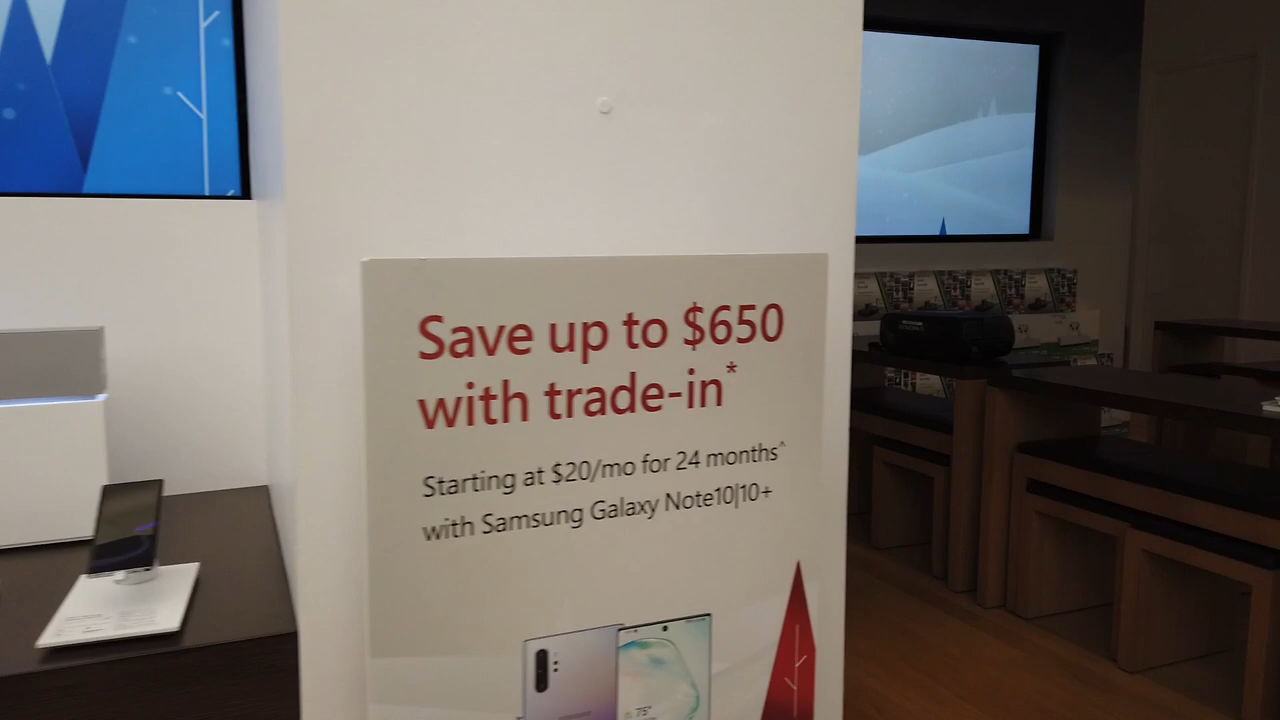 Save up to $650
with trade-in*
Starting at $20/mo for 24 months^
with Samsung Galaxy Note10|10+
75°